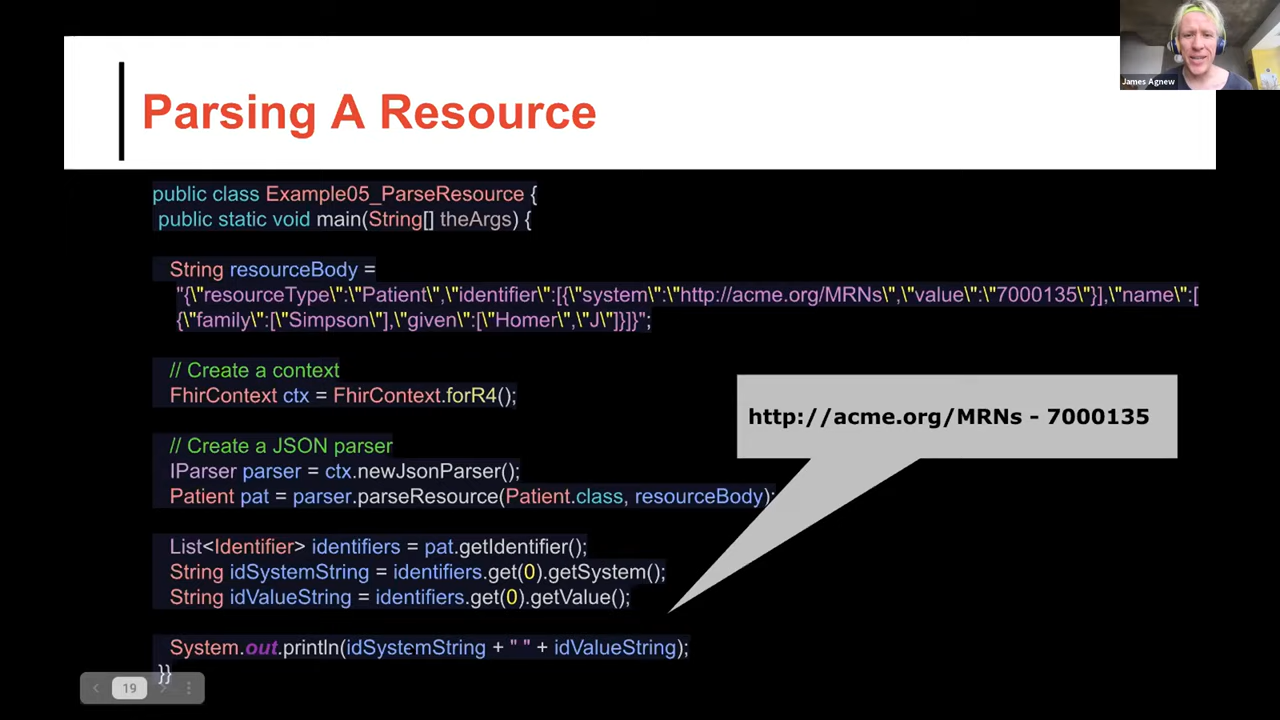 James Agnew
Parsing A Resource
public class Example05_ParseResource {
public static void main(String[] theArgs) {
String resourceBody =
"{\"resourceType\":\"Patient\",\"identifier\":[{\"system\":\"http://acme.org/MRNs\",\"value\":\"7000135\"}],\"name\":[
{\"family\":[\"Simpson\"],\"given\":[\"Homer\",\"J\"]}]}";
// Create a context
FhirContext ctx = FhirContext.forR4();
http://acme.org/MRNs - 7000135
// Create a JSON parser
IParser parser = ctx.newJsonParser();
Patient pat = parser.parseResource(Patient.class, resourceBody);
List<Identifier> identifiers = pat.getIdentifier();
String idSystemString = identifiers.get(0).getSystem();
String idValueString = identifiers.get(0).getValue();
System.out.println(idSystemString + " " + idValueString);
}}
19